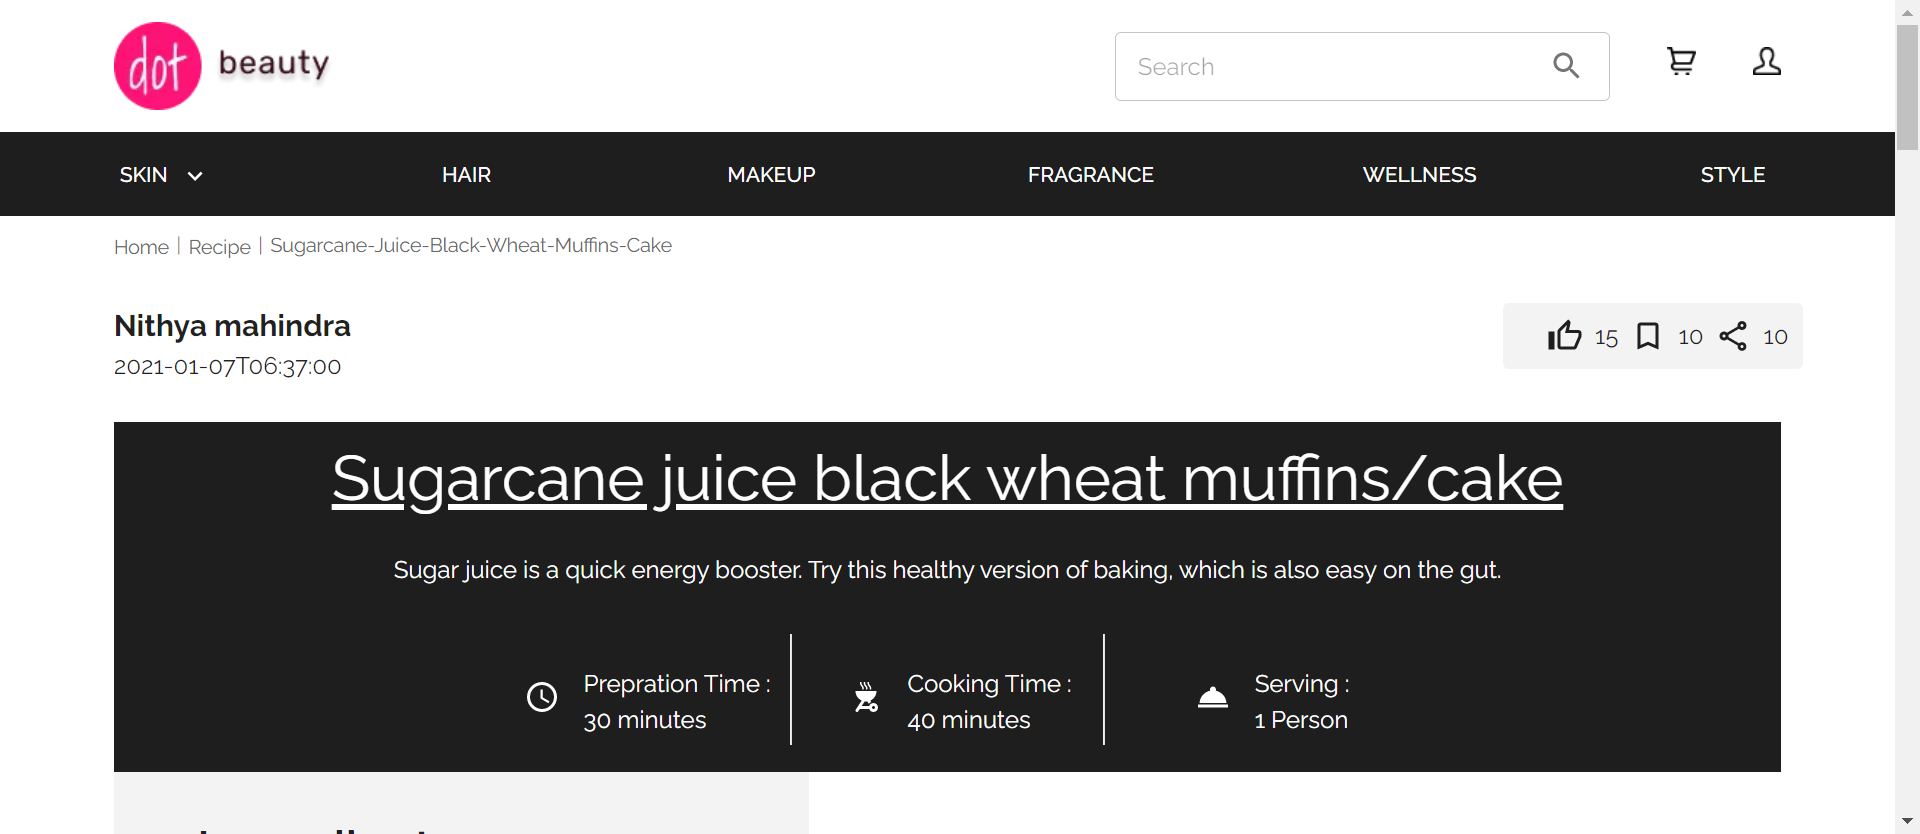 dot beauty
Search
SKIN HAIR MAKEUP FRAGRANCE WELLNESS STYLE
Home | Recipe | Sugarcane-Juice-Black-Wheat-Muffins-Cake
Nithya mahindra
2021-01-07T06:37:00
15 10 10
Sugarcane juice black wheat muffins/cake
Sugar juice is a quick energy booster. Try this healthy version of baking, which is also easy on the gut.
Prepration Time :
30 minutes
Cooking Time :
40 minutes
Serving :
1 Person